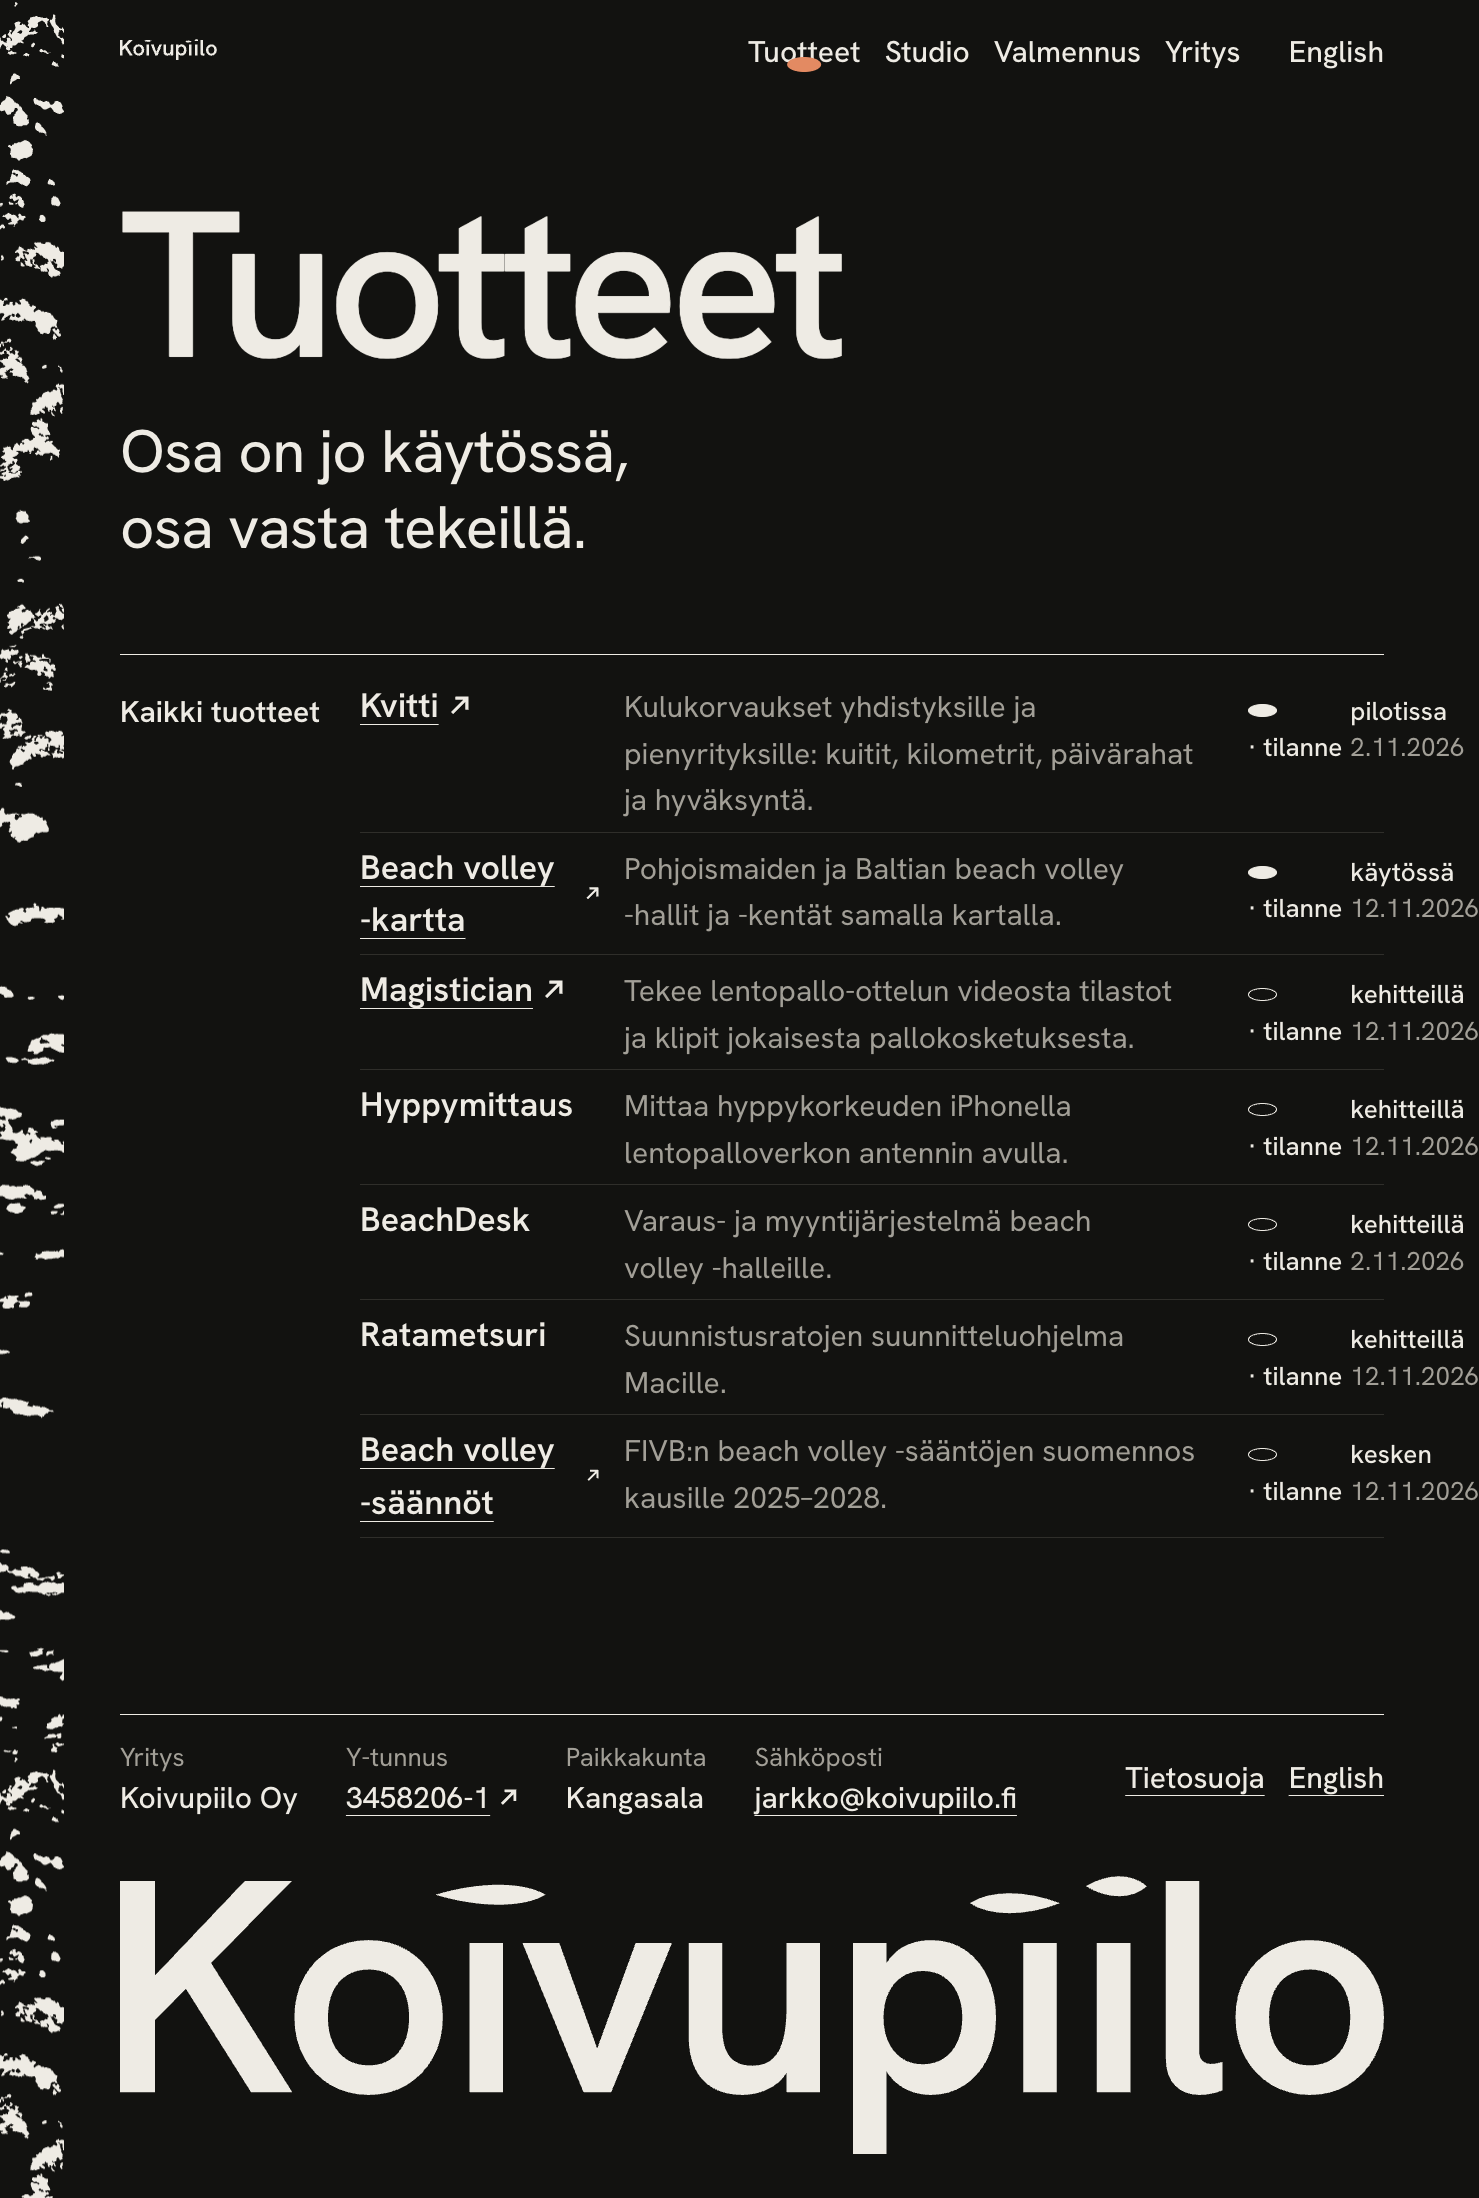 Koivupiilo
Tuotteet Studio Valmennus Yritys English
Tuotteet
Osa on jo käytössä,
osa vasta tekeillä.
Kaikki tuotteet
Kvitti ↗
Kulukorvaukset yhdistyksille ja
pienyrityksille: kuitit, kilometrit, päivärahat
ja hyväksyntä.
pilotissa
· tilanne 2.11.2026
Beach volley
-kartta ↗
Pohjoismaiden ja Baltian beach volley
-hallit ja -kentät samalla kartalla.
käytössä
· tilanne 12.11.2026
Magistician ↗
Tekee lentopallo-ottelun videosta tilastot
ja klipit jokaisesta pallokosketuksesta.
kehitteillä
· tilanne 12.11.2026
Hyppymittaus
Mittaa hyppykorkeuden iPhonella
lentopalloverkon antennin avulla.
kehitteillä
· tilanne 12.11.2026
BeachDesk
Varaus- ja myyntijärjestelmä beach
volley -halleille.
kehitteillä
· tilanne 2.11.2026
Ratametsuri
Suunnistusratojen suunnitteluohjelma
Macille.
kehitteillä
· tilanne 12.11.2026
Beach volley
-säännöt ↗
FIVB:n beach volley -sääntöjen suomennos
kausille 2025–2028.
kesken
· tilanne 12.11.2026
Yritys
Koivupiilo Oy
Y-tunnus
3458206-1 ↗
Paikkakunta
Kangasala
Sähköposti
jarkko@koivupiilo.fi
Tietosuoja English
Koivupiilo